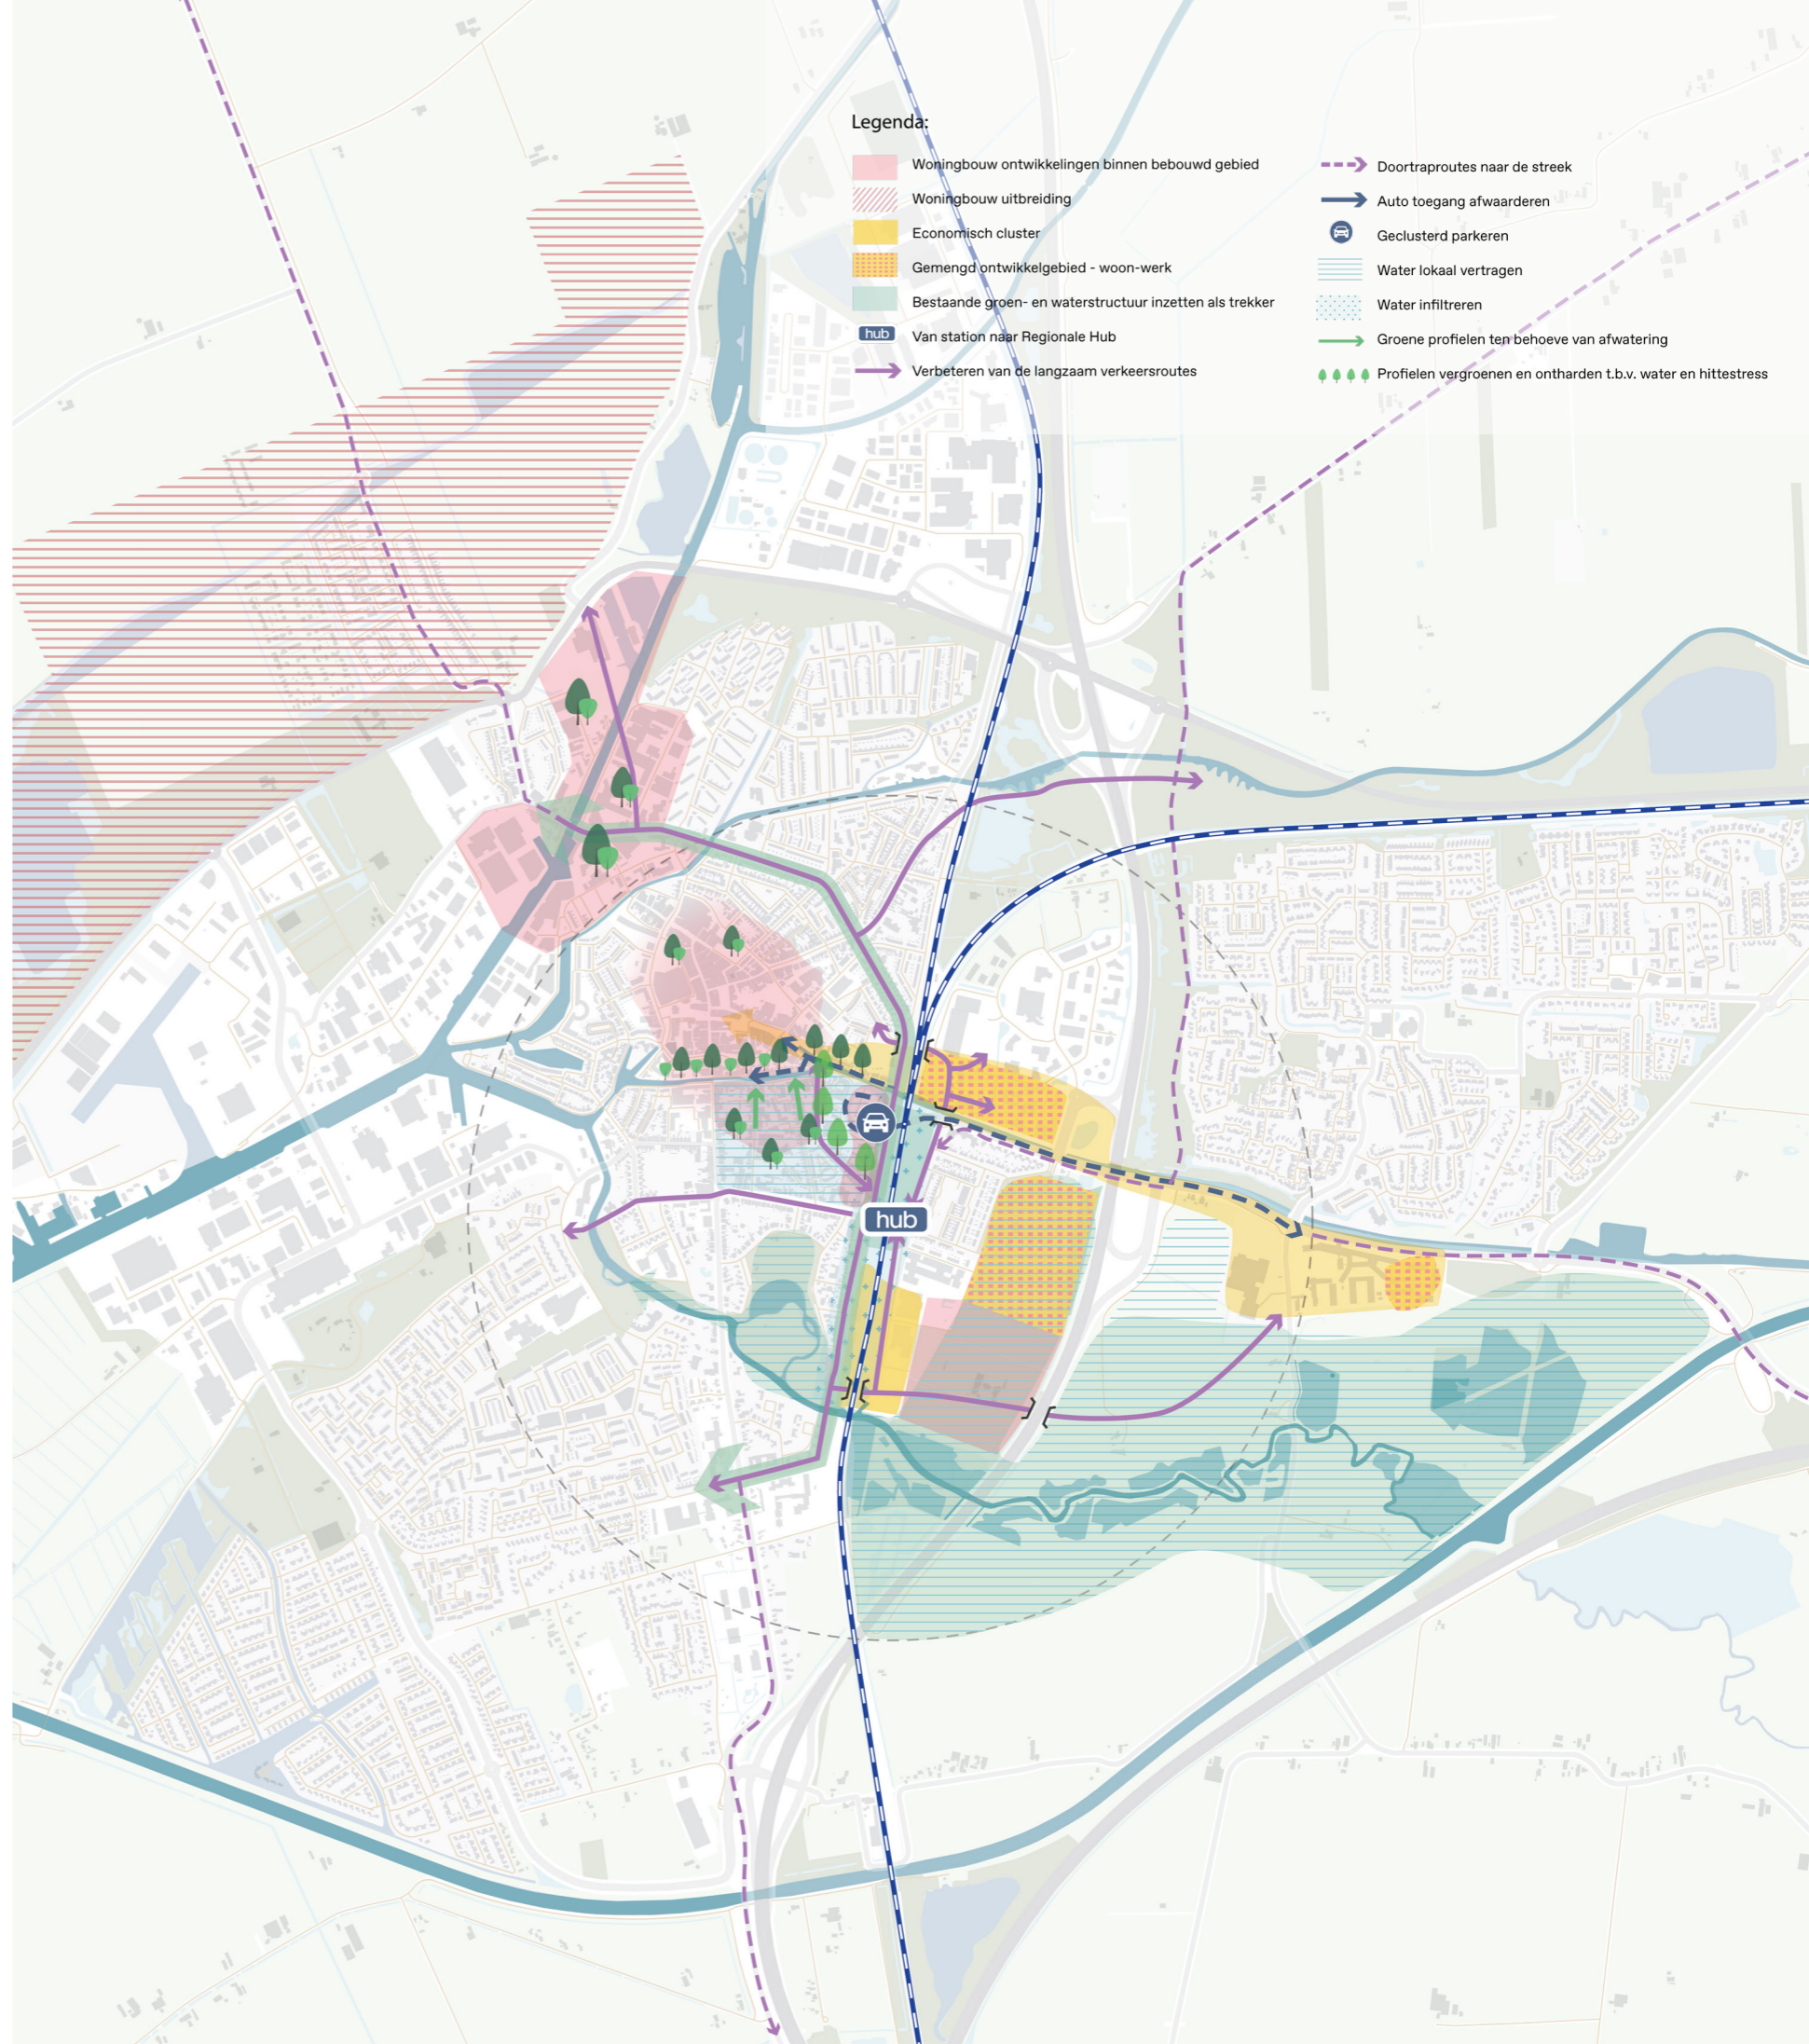 Legenda:
Woningbouw ontwikkelingen binnen bebouwd gebied
Woningbouw uitbreiding
Economisch cluster
Gemengd ontwikkelgebied - woon-werk
Bestaande groen- en waterstructuur inzetten als trekker
hub Van station naar Regionale Hub
Verbeteren van de langzaam verkeersroutes
Doortraproutes naar de streek
Auto toegang afwaarderen
Geclusterd parkeren
Water lokaal vertragen
Water infiltreren
Groene profielen ten behoeve van afwatering
Profielen vergroenen en ontharden t.b.v. water en hittestress
hub